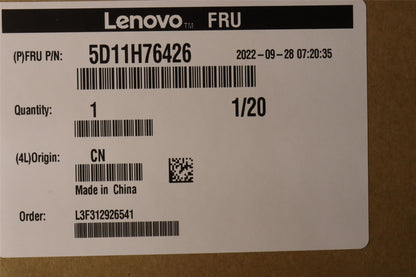 Lenovo™ FRU
(P)FRU P/N: 5D11H76426 2022-09-28 07:20:35
Quantity: 1 1/20
(4L)Origin: CN
Made in China
Order: L3F312926541